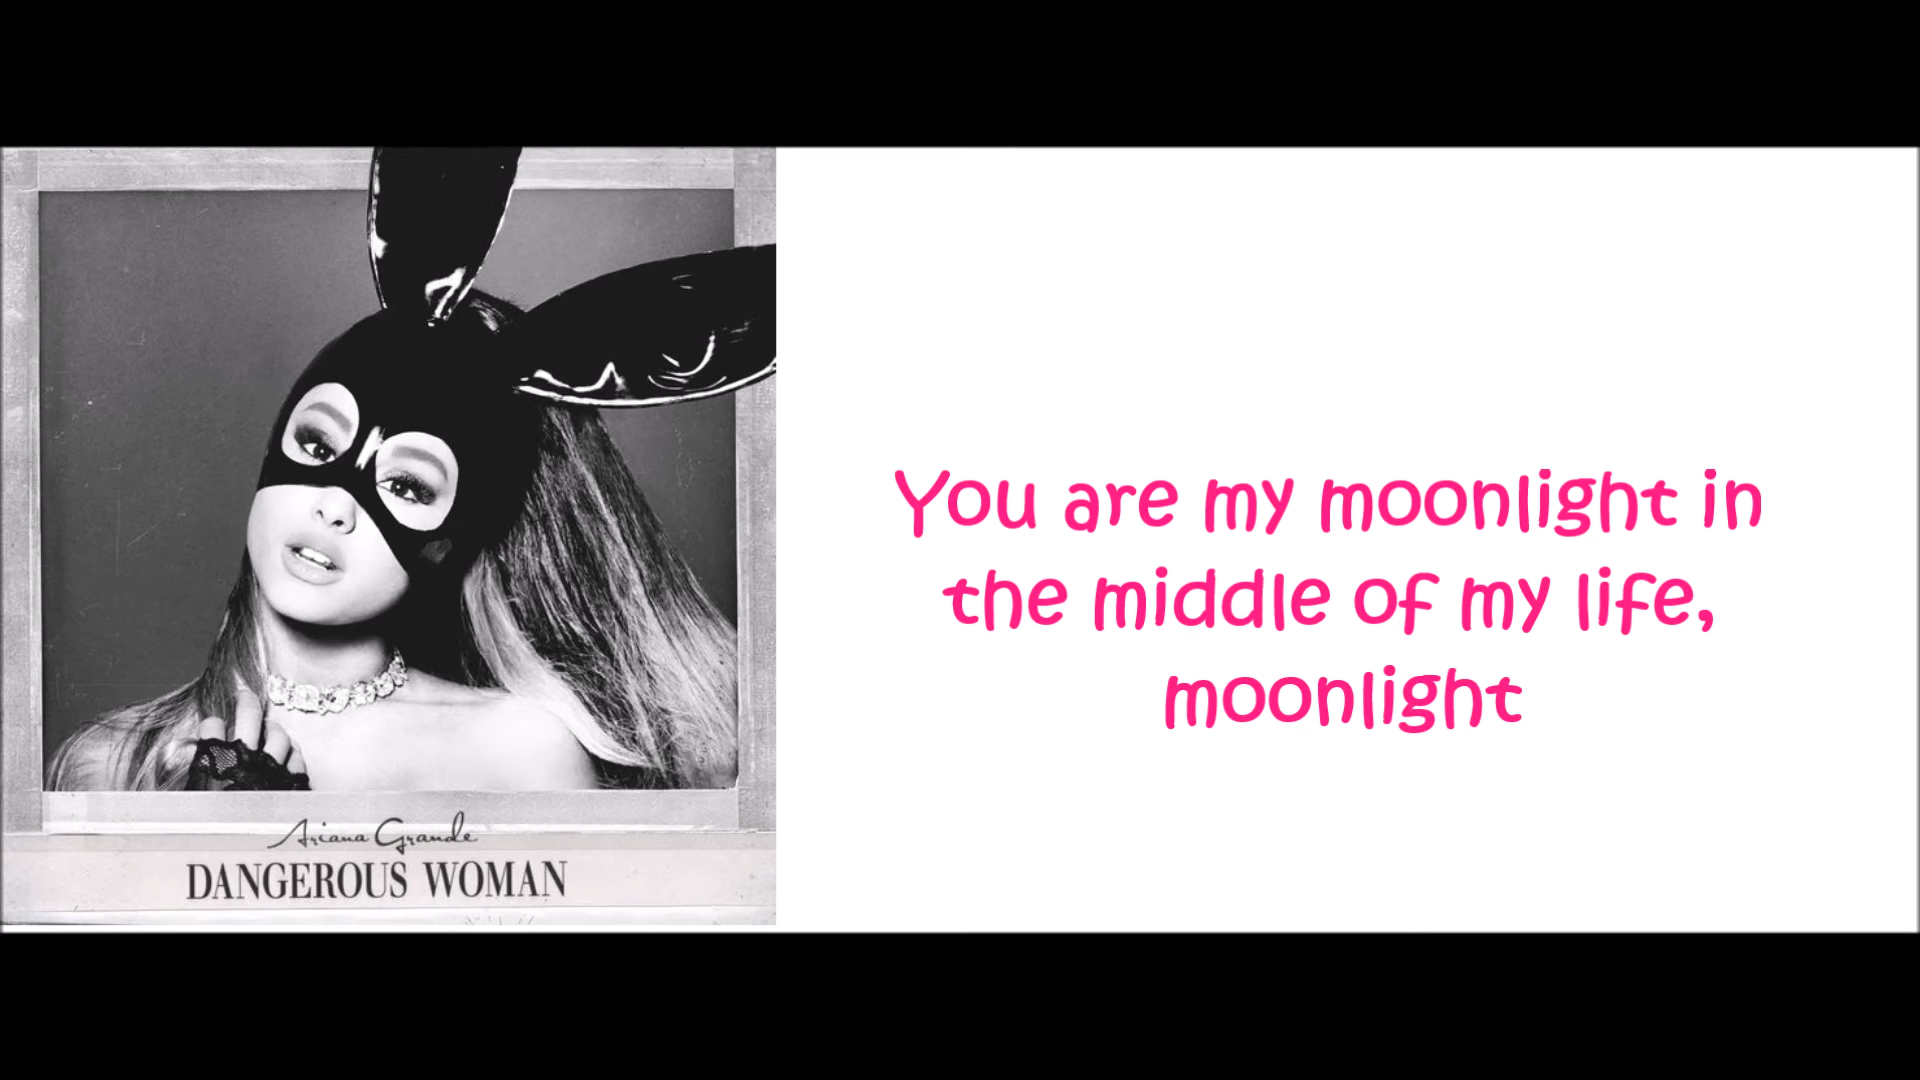 Ariana Grande
DANGEROUS WOMAN
You are my moonlight in
the middle of my life,
moonlight